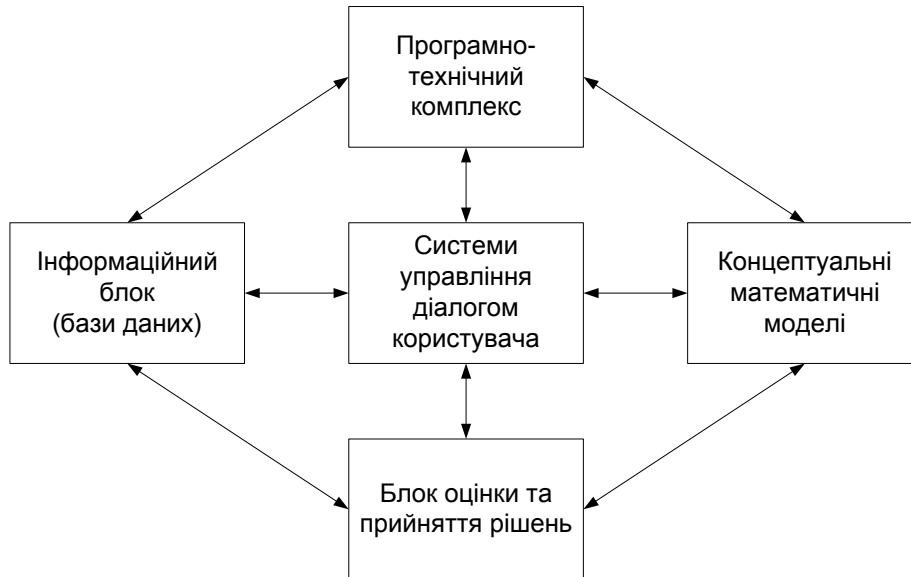 Програмно-
технічний
комплекс
Інформаційний
блок
(бази даних)
Системи
управління
діалогом
користувача
Концептуальні
математичні
моделі
Блок оцінки та
прийняття рішень